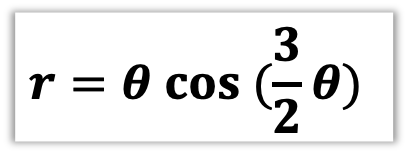 r = θ cos (3/2 θ)